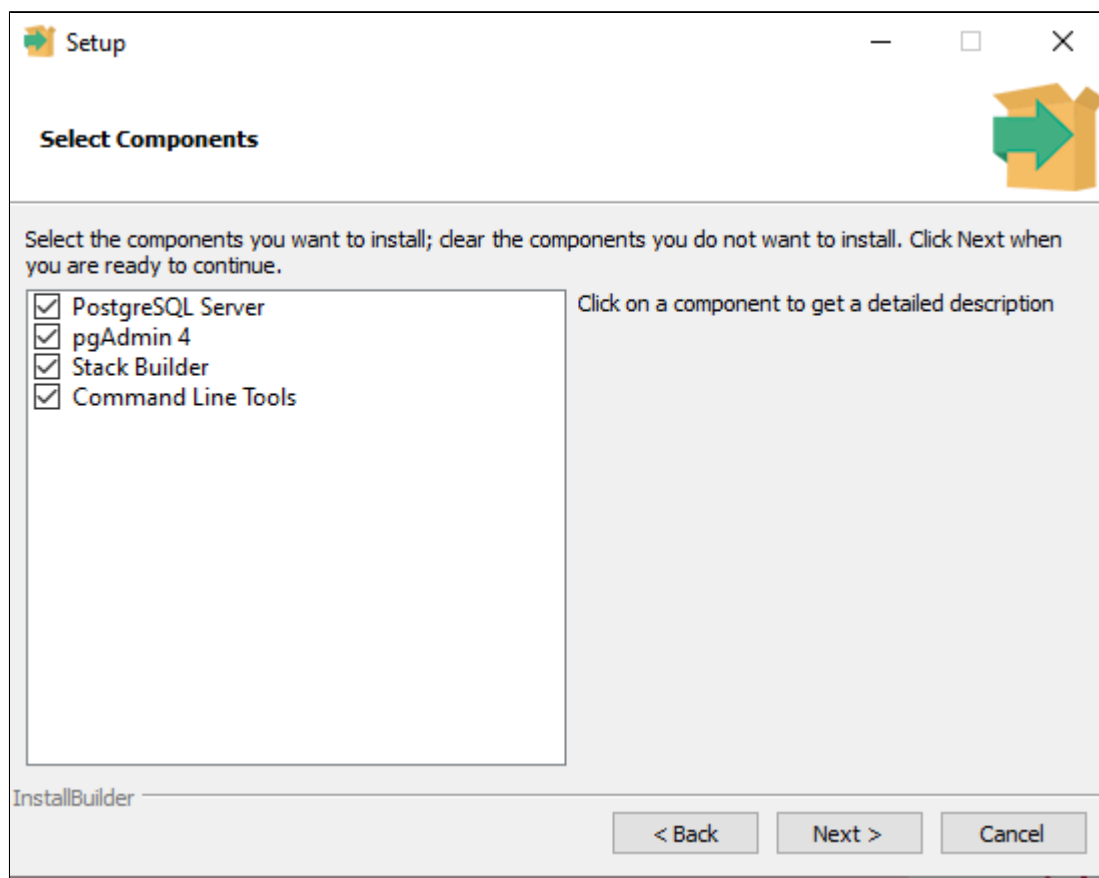 Setup
Select Components
Select the components you want to install; clear the components you do not want to install. Click Next when
you are ready to continue.
PostgreSQL Server
pgAdmin 4
Stack Builder
Command Line Tools
Click on a component to get a detailed description
InstallBuilder
< Back
Next >
Cancel